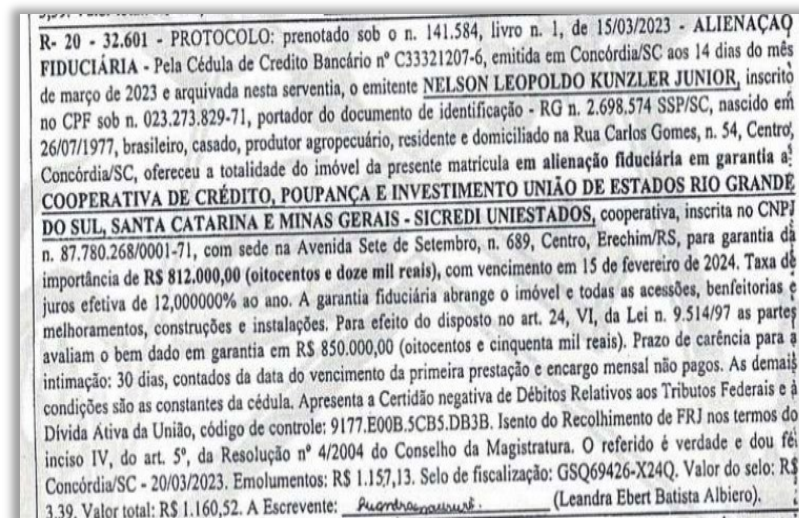 R- 20 - 32.601 - PROTOCOLO: prenotado sob o n. 141.584, livro n. 1, de 15/03/2023 - ALIENAÇÃO
FIDUCIÁRIA - Pela Cédula de Credito Bancário nº C33321207-6, emitida em Concórdia/SC aos 14 dias do mês
de março de 2023 e arquivada nesta serventia, o emitente NELSON LEOPOLDO KUNZLER JUNIOR, inscrito
no CPF sob n. 023.273.829-71, portador do documento de identificação - RG n. 2.698.574 SSP/SC, nascido em
26/07/1977, brasileiro, casado, produtor agropecuário, residente e domiciliado na Rua Carlos Gomes, n. 54, Centro,
Concórdia/SC, ofereceu a totalidade do imóvel da presente matricula em alienação fiduciária em garantia a:
COOPERATIVA DE CRÉDITO, POUPANÇA E INVESTIMENTO UNIÃO DE ESTADOS RIO GRANDE
DO SUL, SANTA CATARINA E MINAS GERAIS - SICREDI UNIESTADOS, cooperativa, inscrita no CNPJ
n. 87.780.268/0001-71, com sede na Avenida Sete de Setembro, n. 689, Centro, Erechim/RS, para garantia da
importância de R$ 812.000,00 (oitocentos e doze mil reais), com vencimento em 15 de fevereiro de 2024. Taxa de
juros efetiva de 12,000000% ao ano. A garantia fiduciária abrange o imóvel e todas as acessões, benfeitorias e
melhoramentos, construções e instalações. Para efeito do disposto no art. 24, VI, da Lei n. 9.514/97 as partes
avaliam o bem dado em garantia em R$ 850.000,00 (oitocentos e cinquenta mil reais). Prazo de carência para a
intimação: 30 dias, contados da data do vencimento da primeira prestação e encargo mensal não pagos. As demais
condições são as constantes da cédula. Apresenta a Certidão negativa de Débitos Relativos aos Tributos Federais e à
Dívida Ativa da União, código de controle: 9177.E00B.5CB5.DB3B. Isento do Recolhimento de FRJ nos termos do
inciso IV, do art. 5º, da Resolução nº 4/2004 do Conselho da Magistratura. O referido é verdade e dou fé.
Concórdia/SC - 20/03/2023. Emolumentos: R$ 1.157,13. Selo de fiscalização: GSQ69426-X24Q. Valor do selo: R$
3,39. Valor total: R$ 1.160,52. A Escrevente: (Leandra Ebert Batista Albiero).